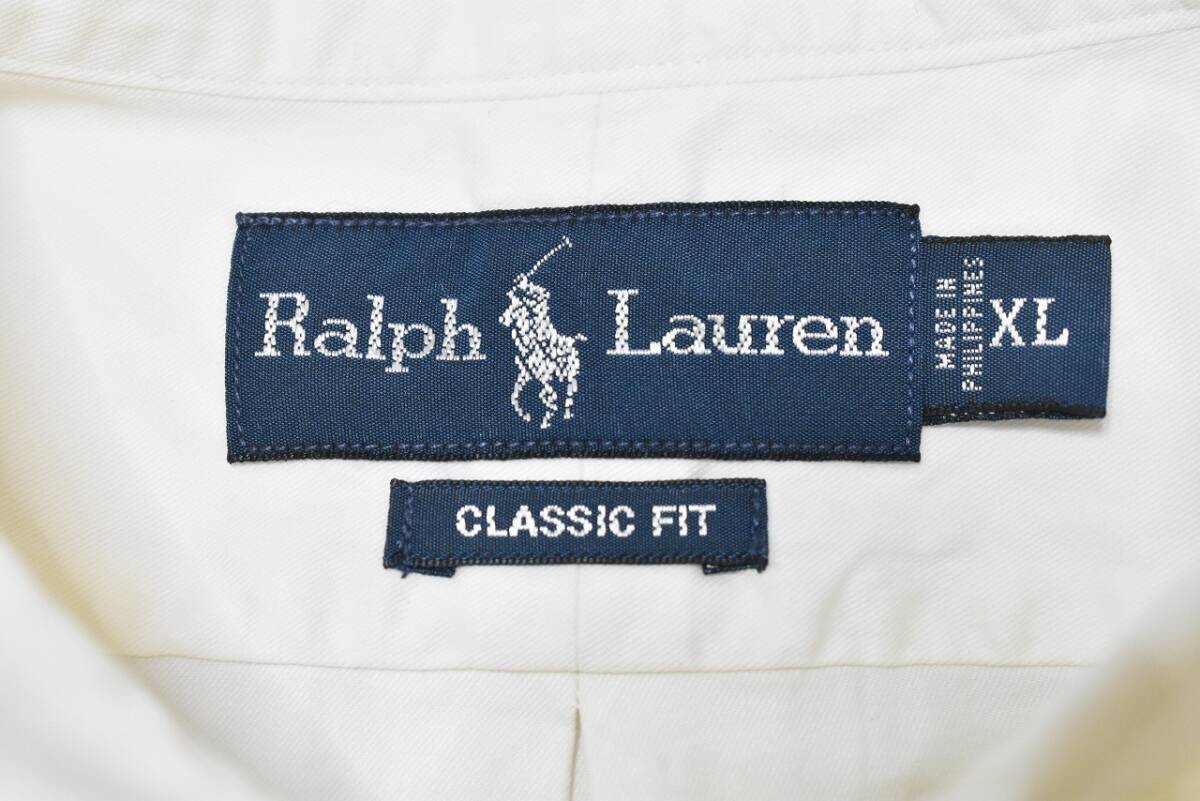 Ralph Lauren
MADE IN
PHILIPPINES
XL
CLASSIC FIT